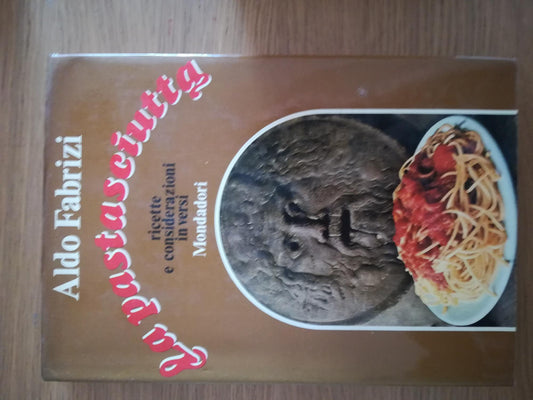 Aldo Fabrizi
La pastasciutta
ricette
e considerazioni
in versi
Mondadori